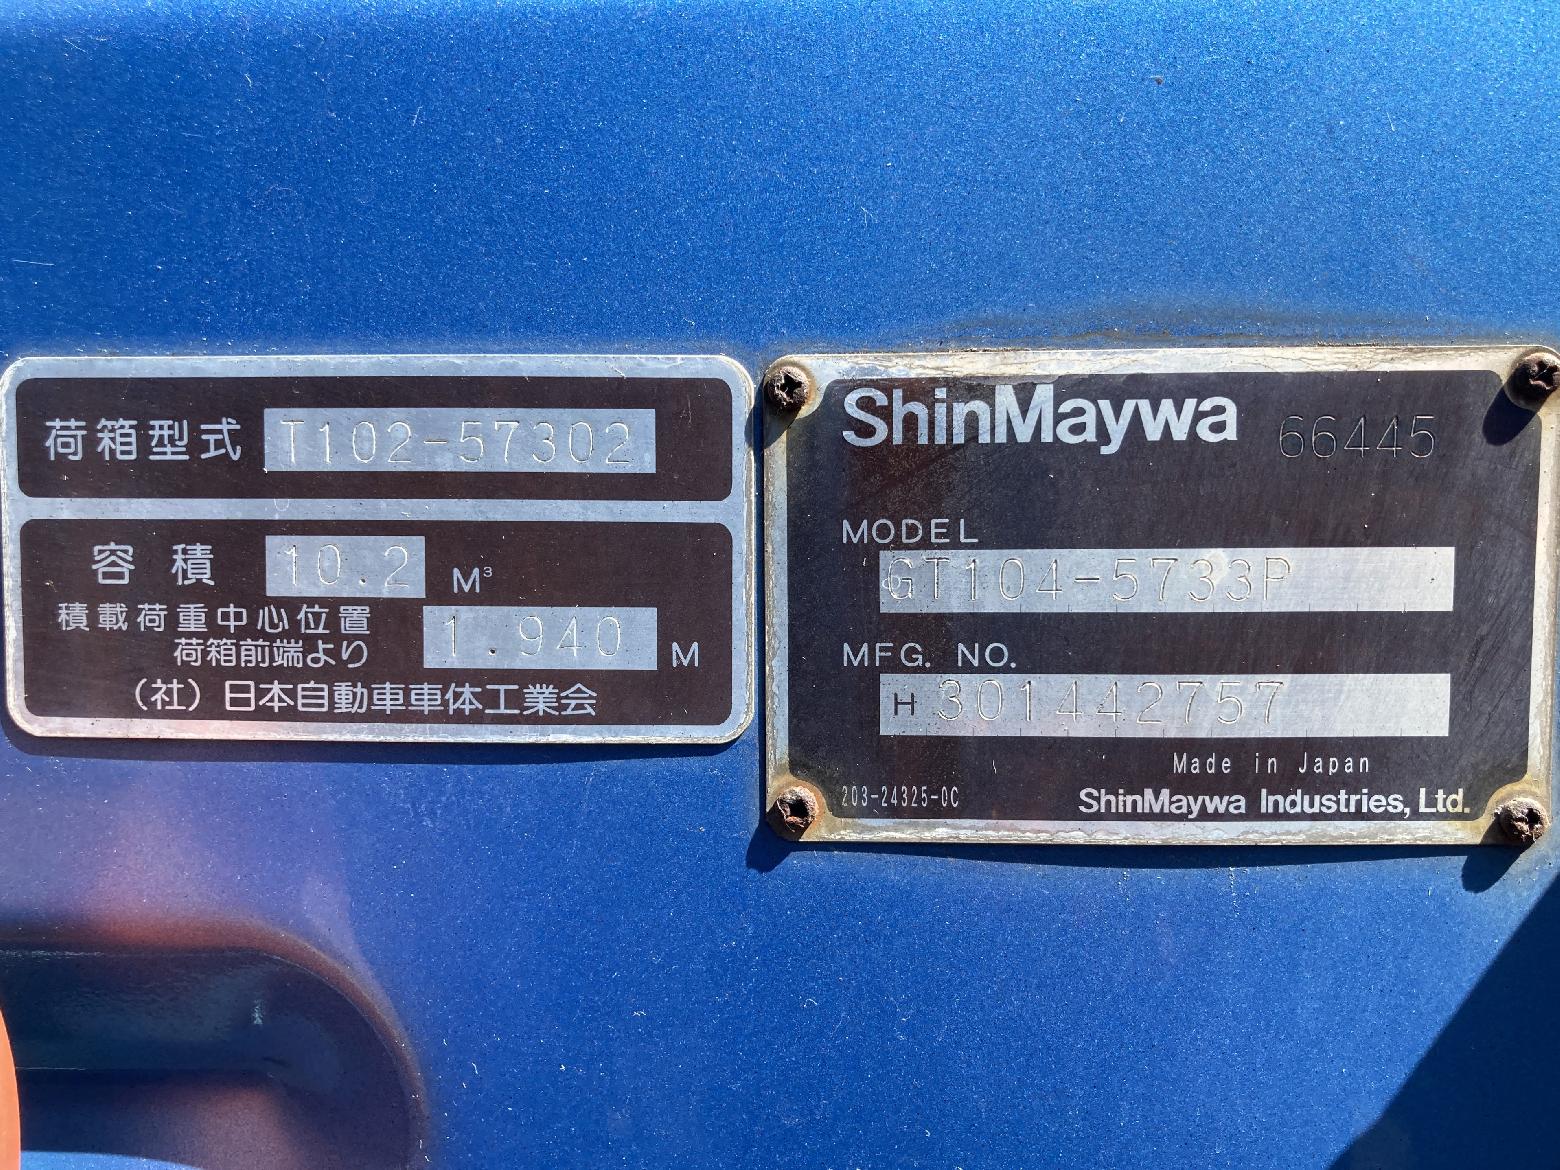 荷箱型式 T102-57302
容積 10.2 M³
積載荷重中心位置
荷箱前端より 1.940 M
(社)日本自動車車体工業会
ShinMaywa 66445
MODEL
GT104-5733P
MFG. NO.
H 301442757
Made in Japan
203-24325-0C ShinMaywa Industries, Ltd.